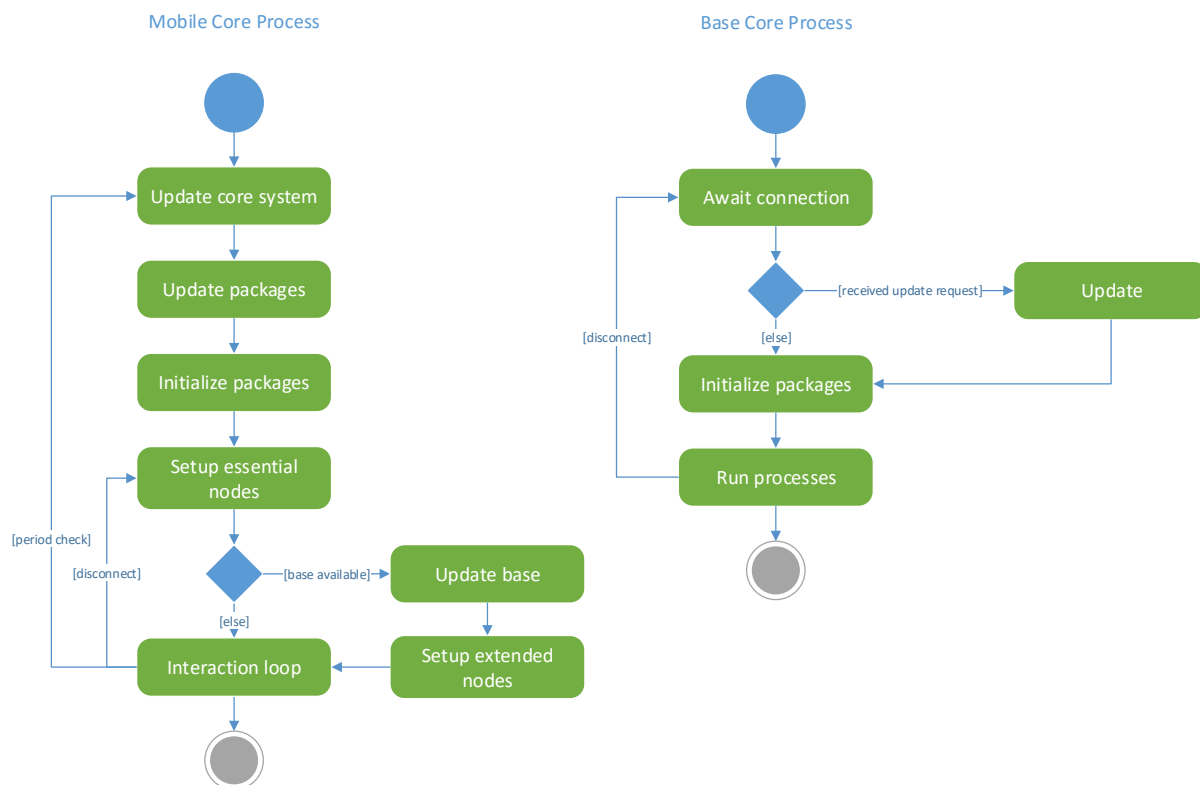 Mobile Core Process
Update core system
Update packages
Initialize packages
Setup essential
nodes
[period check]
[disconnect]
[base available]
Update base
[else]
Interaction loop
Setup extended
nodes
Base Core Process
Await connection
[received update request]
Update
[disconnect]
[else]
Initialize packages
Run processes